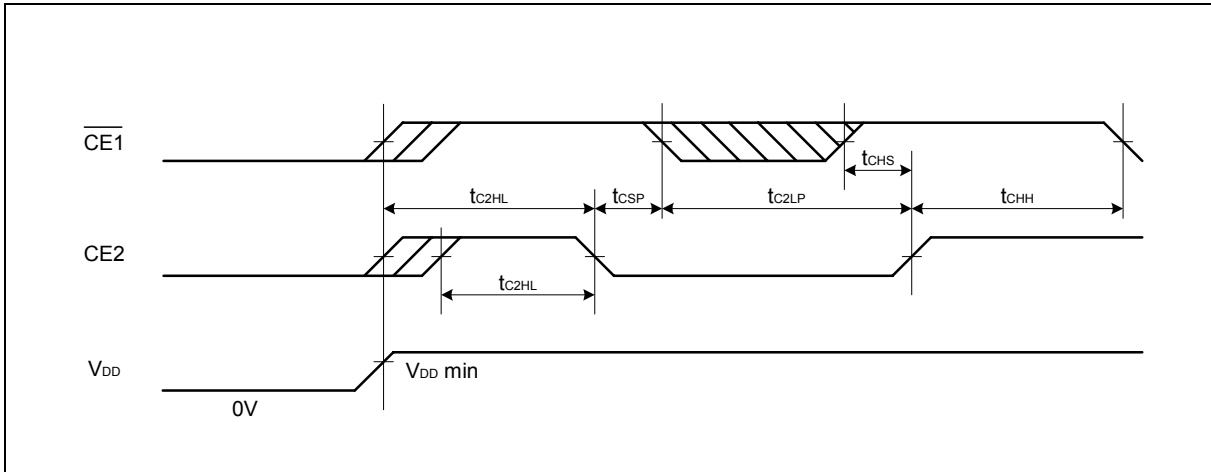 CE1
tCHS
tC2HL
tCSP
tC2LP
tCHH
CE2
tC2HL
VDD
VDD min
0V